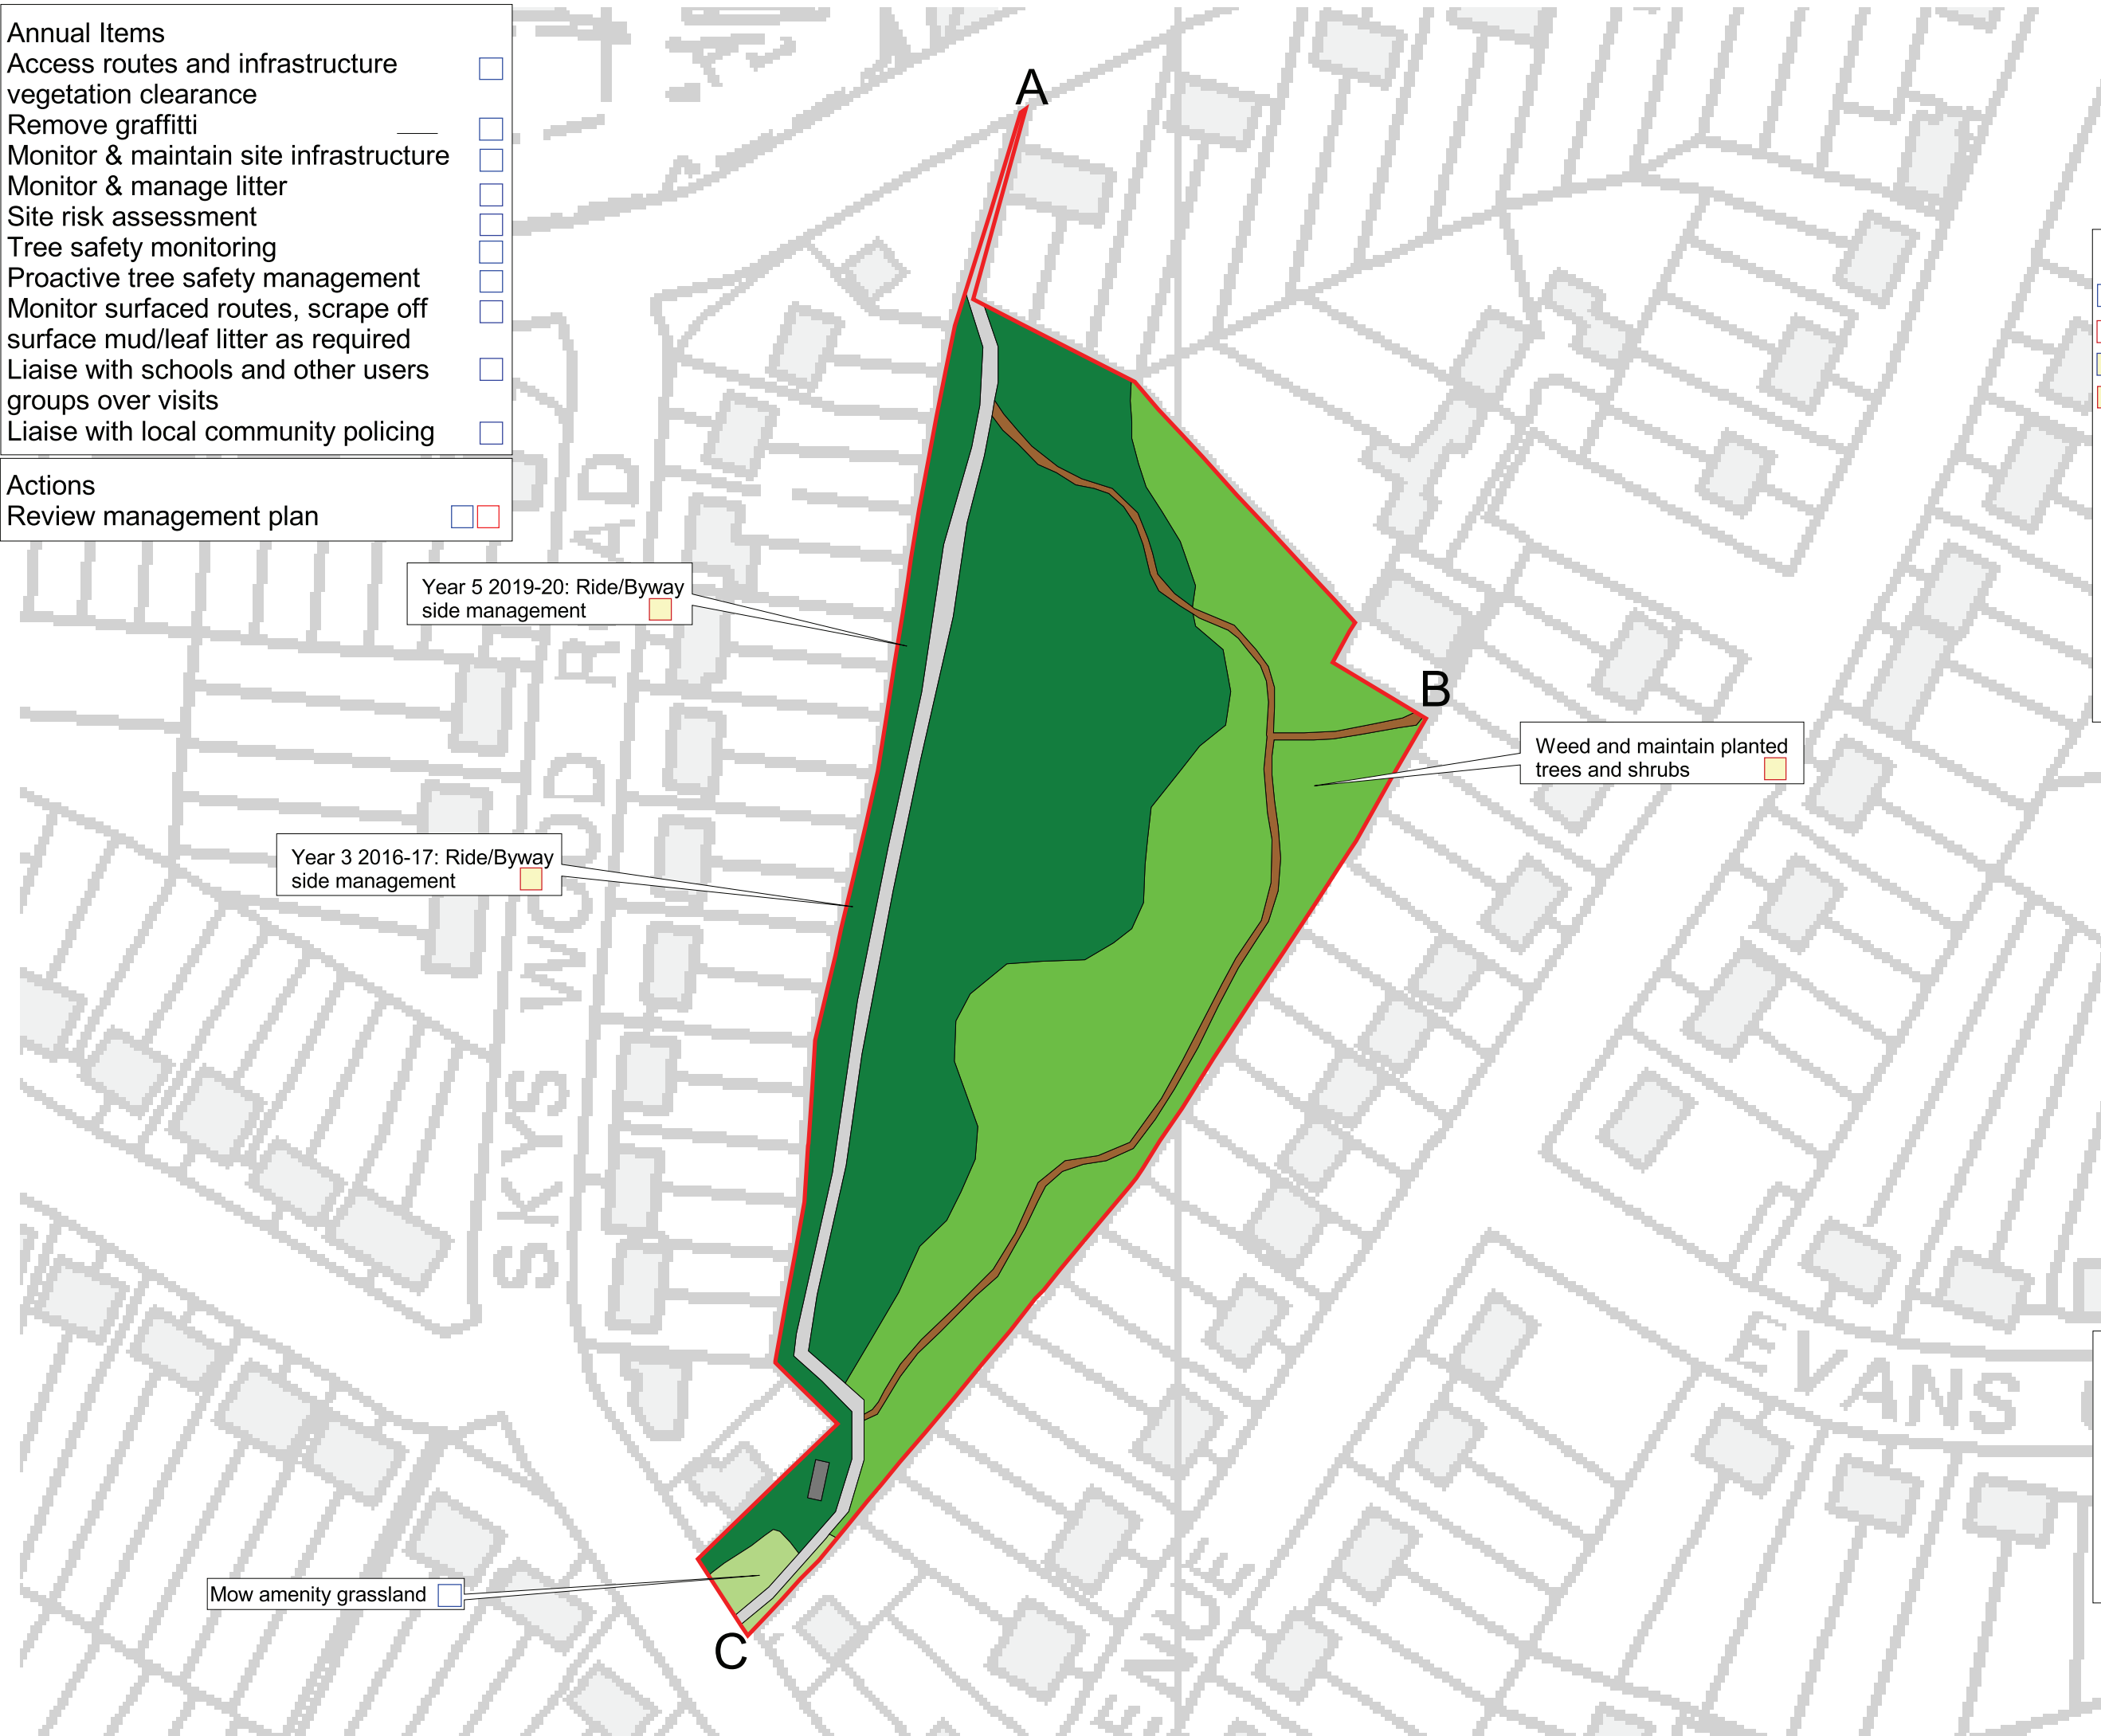 Annual Items
Access routes and infrastructure
vegetation clearance
Remove graffitti
Monitor & maintain site infrastructure
Monitor & manage litter
Site risk assessment
Tree safety monitoring
Proactive tree safety management
Monitor surfaced routes, scrape off
surface mud/leaf litter as required
Liaise with schools and other users
groups over visits
Liaise with local community policing
Actions
Review management plan
A
Year 5 2019-20: Ride/Byway
side management
B
Weed and maintain planted
trees and shrubs
Year 3 2016-17: Ride/Byway
side management
SKYS WOOD ROAD
EVANS
Mow amenity grassland
C